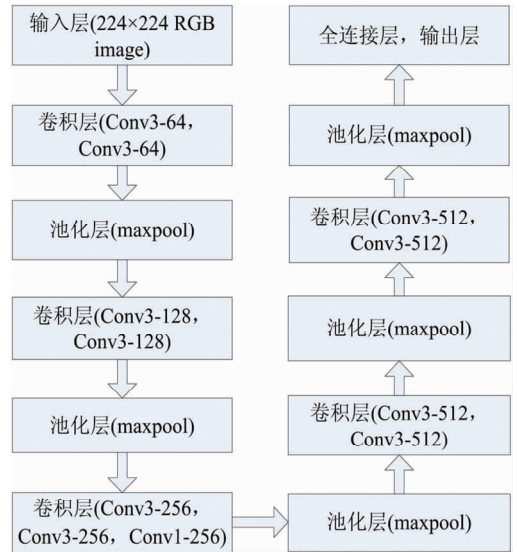 输入层(224×224 RGB
image)
卷积层(Conv3-64，
Conv3-64)
池化层(maxpool)
卷积层(Conv3-128，
Conv3-128)
池化层(maxpool)
卷积层(Conv3-256，
Conv3-256，Conv1-256)
池化层(maxpool)
卷积层(Conv3-512，
Conv3-512)
池化层(maxpool)
卷积层(Conv3-512，
Conv3-512)
池化层(maxpool)
全连接层，输出层